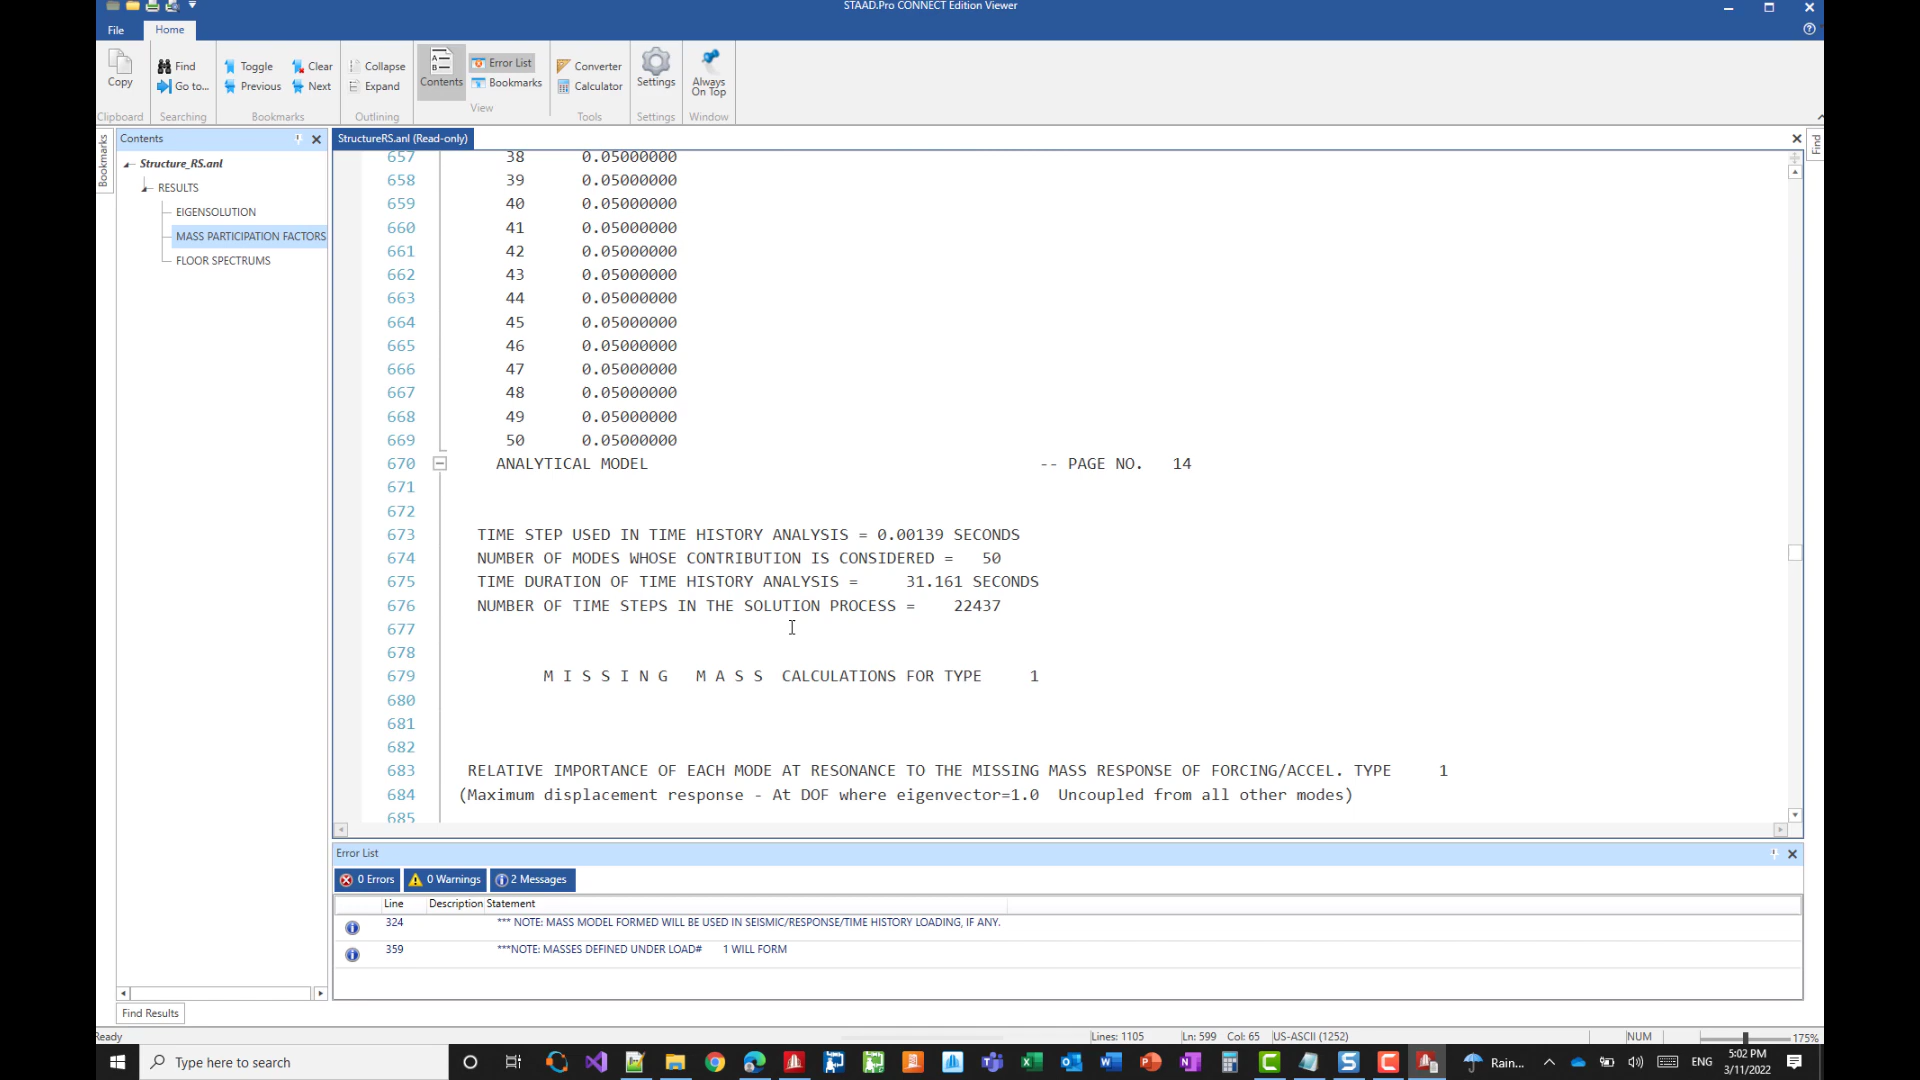 STAAD.Pro CONNECT Edition Viewer
File
Home
Copy
Find
Go to...
Toggle
Previous
Clear
Next
Collapse
Expand
Contents
Error List
Bookmarks
Converter
Calculator
Settings
Always
On Top
Clipboard
Searching
Bookmarks
Outlining
View
Tools
Settings
Window
Bookmarks
Contents
Structure_RS.anl
RESULTS
EIGENSOLUTION
MASS PARTICIPATION FACTORS
FLOOR SPECTRUMS
StructureRS.anl (Read-only)
Find
657 38 0.05000000
658 39 0.05000000
659 40 0.05000000
660 41 0.05000000
661 42 0.05000000
662 43 0.05000000
663 44 0.05000000
664 45 0.05000000
665 46 0.05000000
666 47 0.05000000
667 48 0.05000000
668 49 0.05000000
669 50 0.05000000
670 ANALYTICAL MODEL -- PAGE NO. 14
671
672
673 TIME STEP USED IN TIME HISTORY ANALYSIS = 0.00139 SECONDS
674 NUMBER OF MODES WHOSE CONTRIBUTION IS CONSIDERED = 50
675 TIME DURATION OF TIME HISTORY ANALYSIS = 31.161 SECONDS
676 NUMBER OF TIME STEPS IN THE SOLUTION PROCESS = 22437
677
678
679 M I S S I N G M A S S CALCULATIONS FOR TYPE 1
680
681
682
683 RELATIVE IMPORTANCE OF EACH MODE AT RESONANCE TO THE MISSING MASS RESPONSE OF FORCING/ACCEL. TYPE 1
684 (Maximum displacement response - At DOF where eigenvector=1.0 Uncoupled from all other modes)
685
Error List
0 Errors
0 Warnings
2 Messages
Line Description Statement
324 *** NOTE: MASS MODEL FORMED WILL BE USED IN SEISMIC/RESPONSE/TIME HISTORY LOADING, IF ANY.
359 ***NOTE: MASSES DEFINED UNDER LOAD# 1 WILL FORM
Find Results
Ready
Lines: 1105
Ln: 599 Col: 65
US-ASCII (1252)
NUM
175%
Type here to search
Rain...
ENG
5:02 PM
3/11/2022